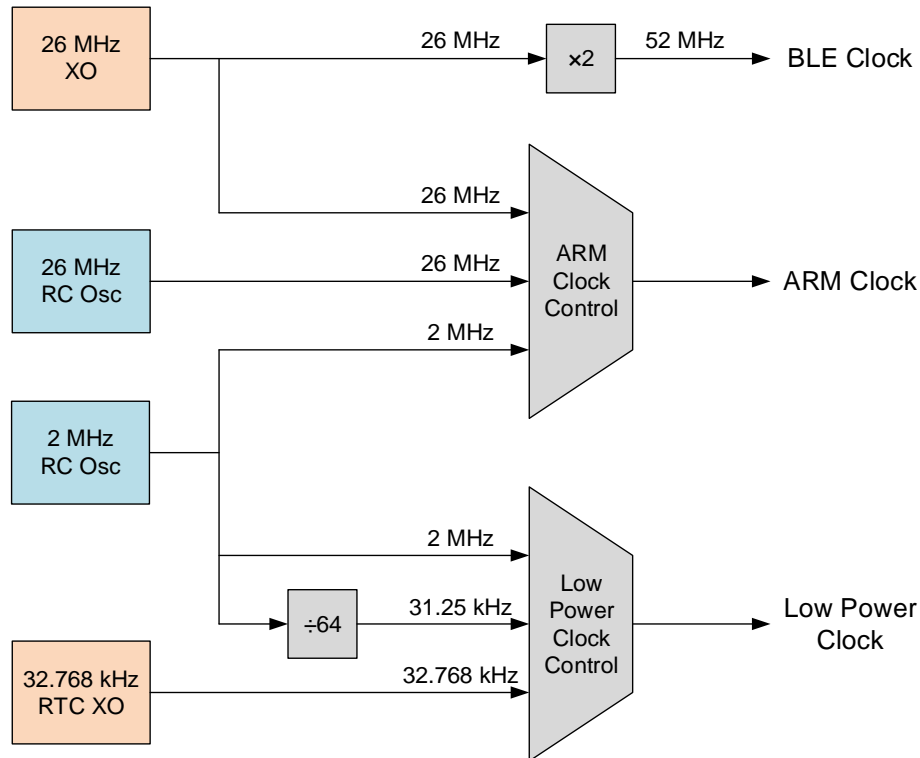 26 MHz
XO
26 MHz
×2
52 MHz
BLE Clock
26 MHz
26 MHz
RC Osc
26 MHz
2 MHz
ARM
Clock
Control
ARM Clock
2 MHz
RC Osc
2 MHz
÷64
31.25 kHz
32.768 kHz
RTC XO
32.768 kHz
Low
Power
Clock
Control
Low Power
Clock